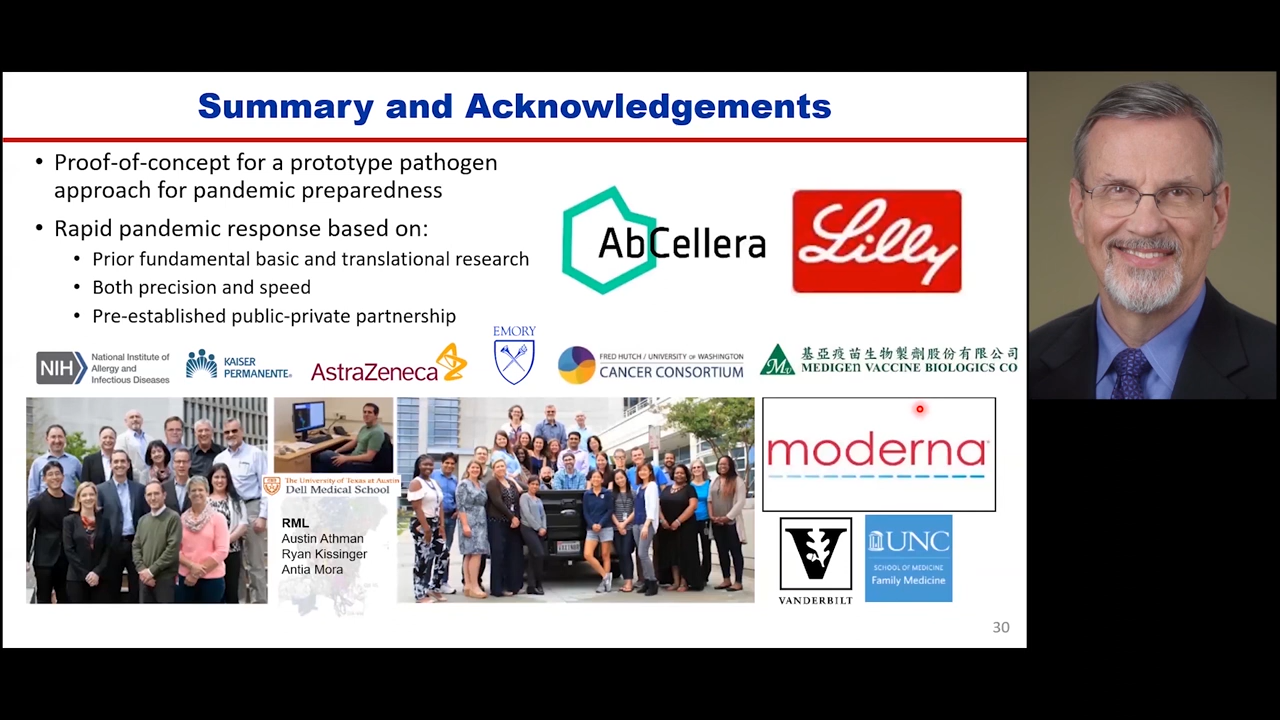 Summary and Acknowledgements
• Proof-of-concept for a prototype pathogen
approach for pandemic preparedness
• Rapid pandemic response based on:
• Prior fundamental basic and translational research
• Both precision and speed
• Pre-established public-private partnership
AbCellera
Lilly
NIH
National Institute of
Allergy and
Infectious Diseases
KAISER
PERMANENTE®
AstraZeneca
EMORY
FRED HUTCH / UNIVERSITY OF WASHINGTON
CANCER CONSORTIUM
基亞疫苗生物製劑股份有限公司
MEDIGEN VACCINE BIOLOGICS CO
The University of Texas at Austin
Dell Medical School
RML
Austin Athman
Ryan Kissinger
Antia Mora
moderna
V
VANDERBILT
UNC
SCHOOL OF MEDICINE
Family Medicine
30